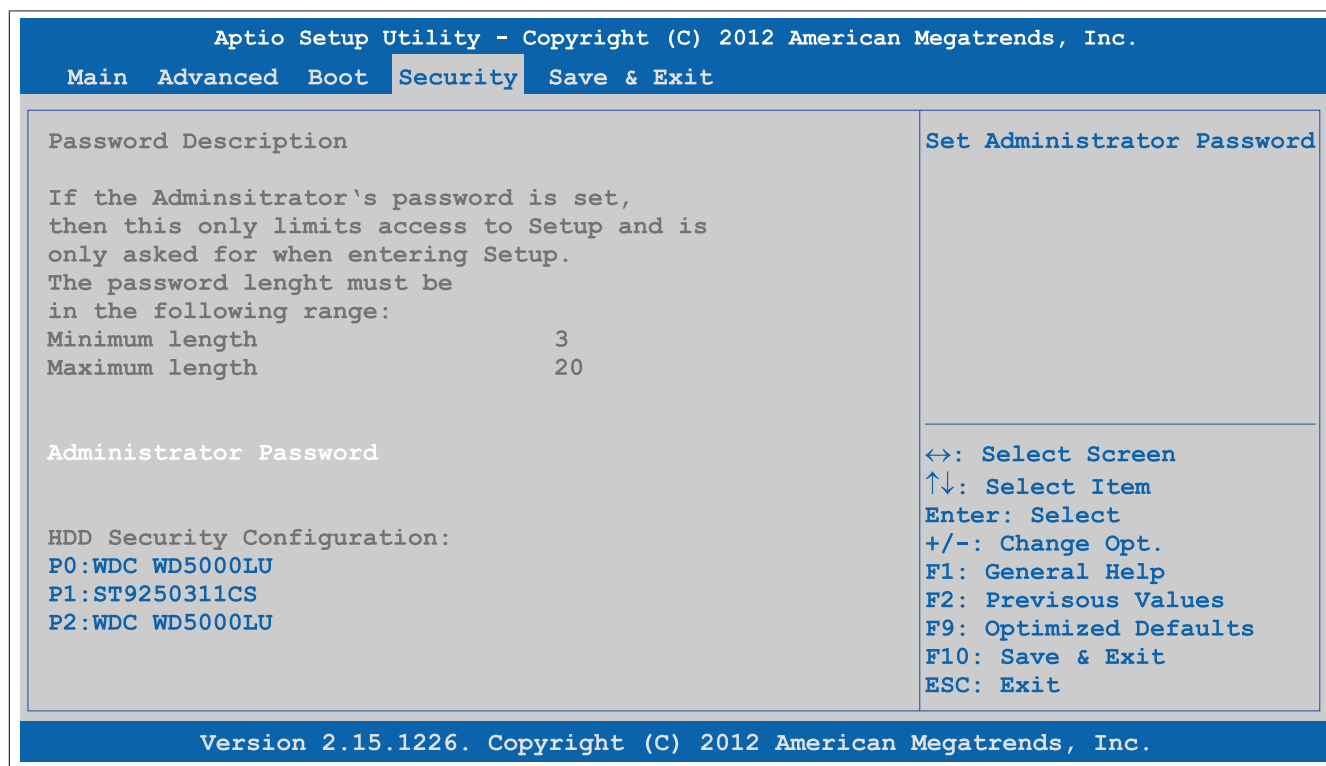 Aptio Setup Utility - Copyright (C) 2012 American Megatrends, Inc.
Main Advanced Boot Security Save & Exit
Password Description
If the Adminsitrator‘s password is set,
then this only limits access to Setup and is
only asked for when entering Setup.
The password lenght must be
in the following range:
Minimum length 3
Maximum length 20
Administrator Password
HDD Security Configuration:
P0:WDC WD5000LU
P1:ST9250311CS
P2:WDC WD5000LU
Set Administrator Password
↔: Select Screen
↑↓: Select Item
Enter: Select
+/-: Change Opt.
F1: General Help
F2: Previsous Values
F9: Optimized Defaults
F10: Save & Exit
ESC: Exit
Version 2.15.1226. Copyright (C) 2012 American Megatrends, Inc.